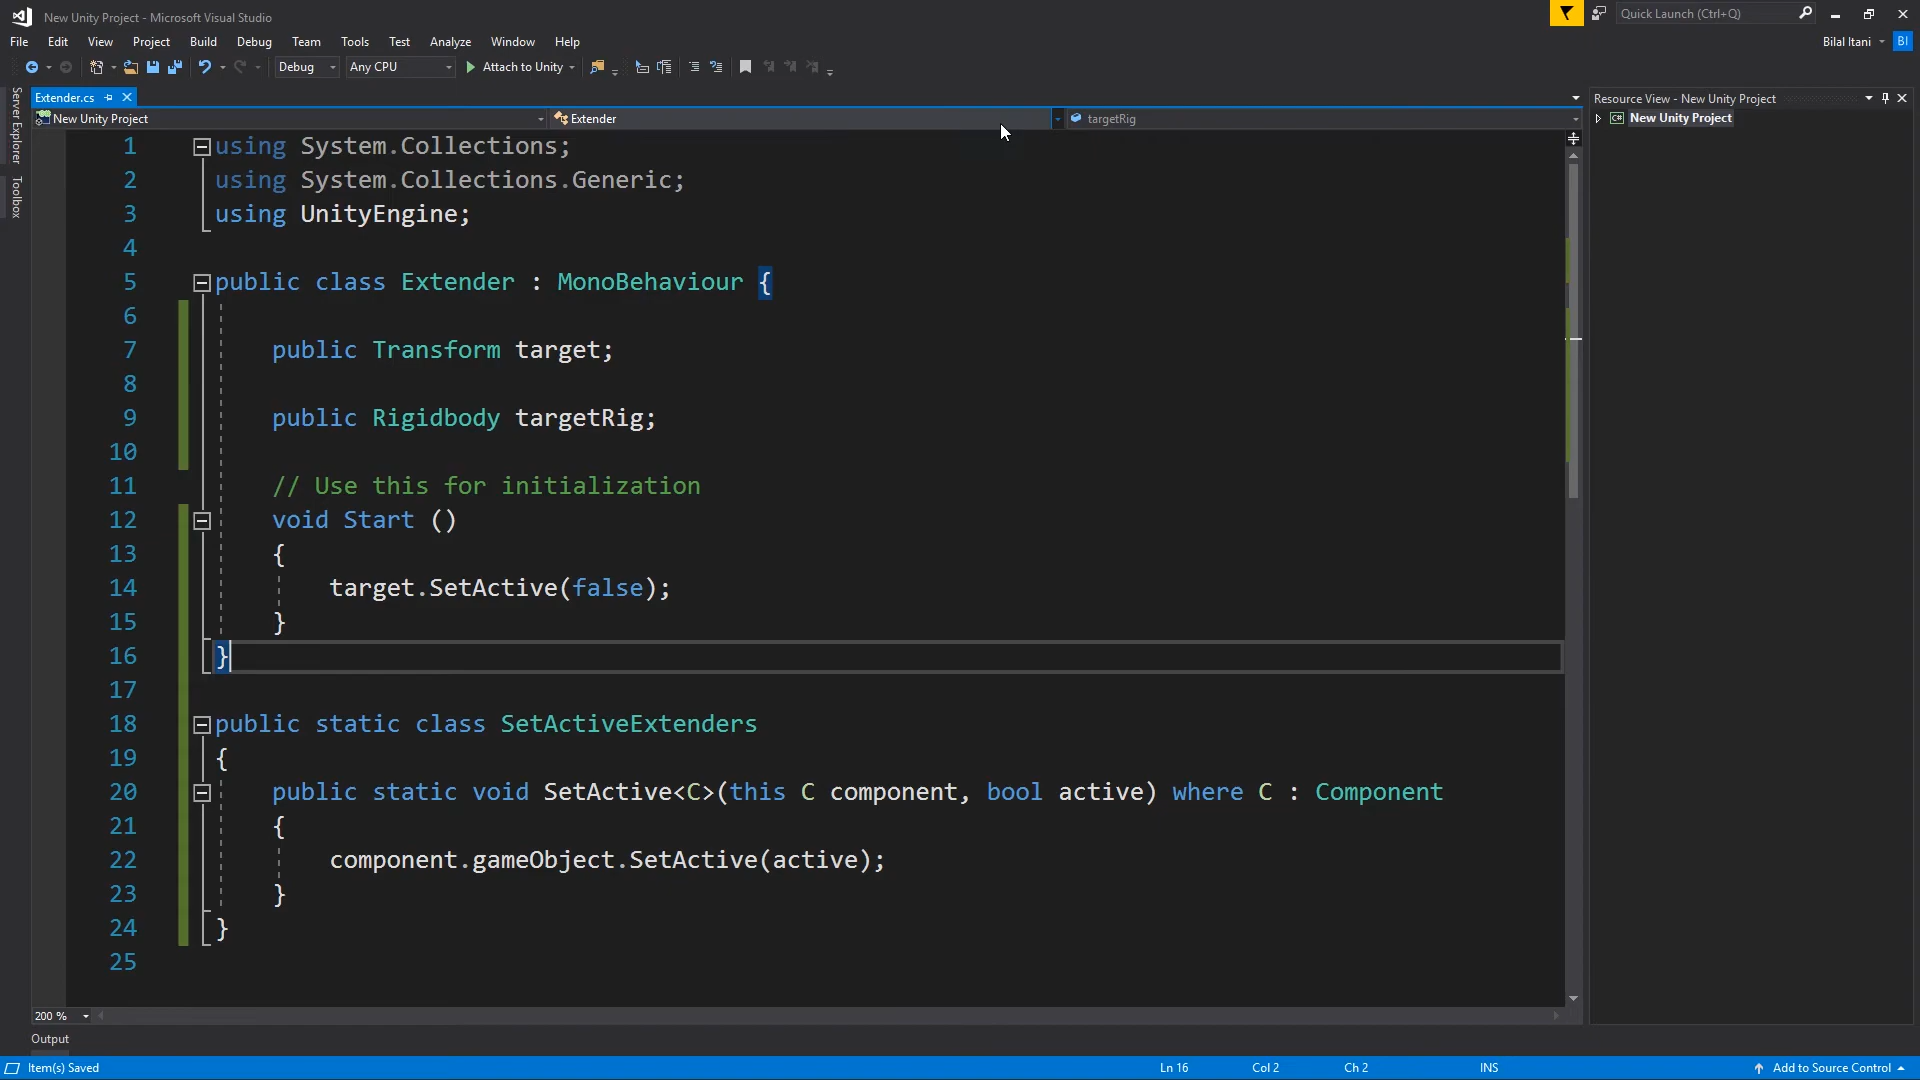 New Unity Project - Microsoft Visual Studio
Quick Launch (Ctrl+Q)
File Edit View Project Build Debug Team Tools Test Analyze Window Help
Bilal Itani BI
Debug Any CPU Attach to Unity
Server Explorer
Toolbox
Extender.cs
New Unity Project Extender targetRig
Resource View - New Unity Project
New Unity Project
1 using System.Collections;
2 using System.Collections.Generic;
3 using UnityEngine;
4
5 public class Extender : MonoBehaviour {
6
7 public Transform target;
8
9 public Rigidbody targetRig;
10
11 // Use this for initialization
12 void Start ()
13 {
14 target.SetActive(false);
15 }
16 }
17
18 public static class SetActiveExtenders
19 {
20 public static void SetActive<C>(this C component, bool active) where C : Component
21 {
22 component.gameObject.SetActive(active);
23 }
24 }
25
200 %
Output
Item(s) Saved Ln 16 Col 2 Ch 2 INS Add to Source Control